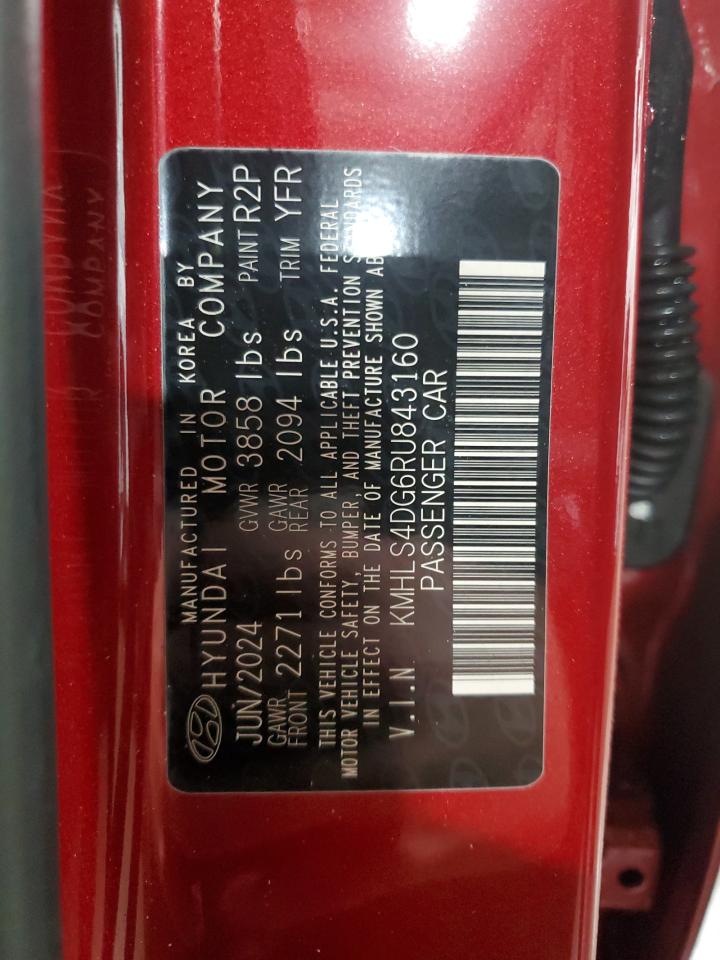 MANUFACTURED IN KOREA BY
HYUNDAI MOTOR COMPANY
JUN/2024 GVWR 3858 lbs PAINT R2P
GAWR FRONT 2271 lbs GAWR REAR 2094 lbs TRIM YFR
THIS VEHICLE CONFORMS TO ALL APPLICABLE U.S.A. FEDERAL
MOTOR VEHICLE SAFETY, BUMPER, AND THEFT PREVENTION STANDARDS
IN EFFECT ON THE DATE OF MANUFACTURE SHOWN
V.I.N KMHLS4DG6RU843160
PASSENGER CAR